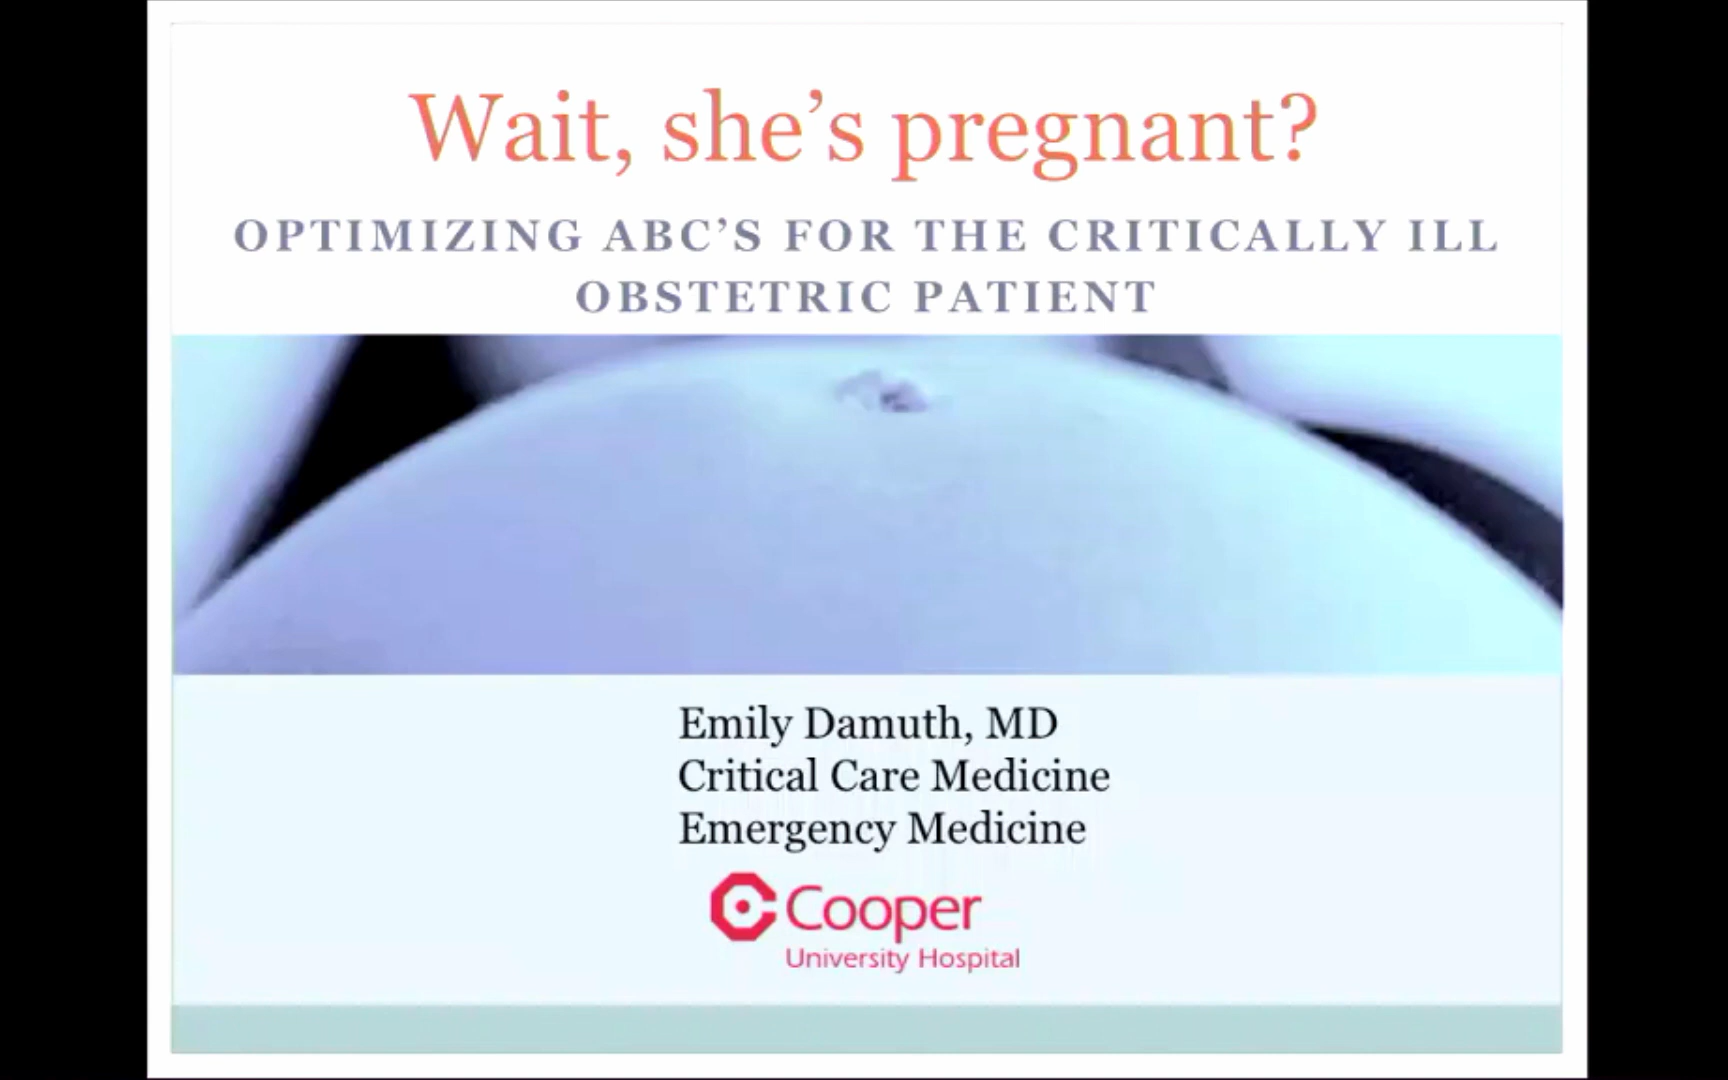 Wait, she's pregnant?
OPTIMIZING ABC'S FOR THE CRITICALLY ILL
OBSTETRIC PATIENT
Emily Damuth, MD
Critical Care Medicine
Emergency Medicine
Cooper
University Hospital